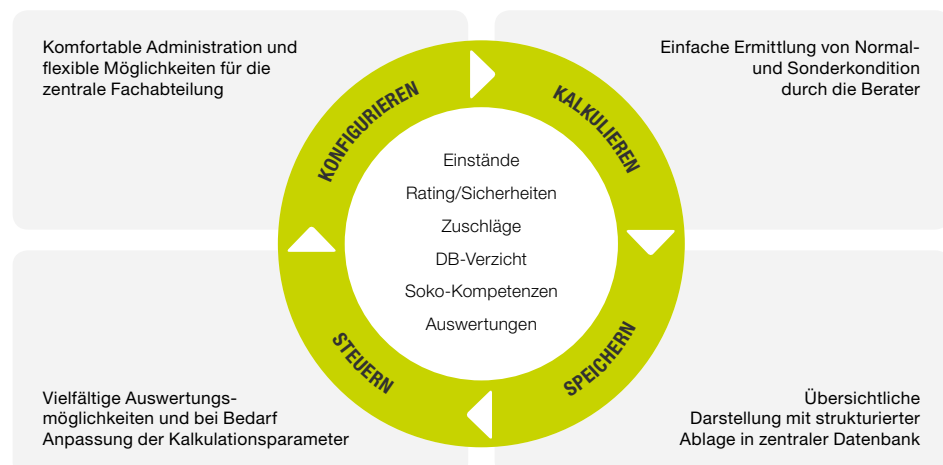 Komfortable Administration und
flexible Möglichkeiten für die
zentrale Fachabteilung
Einfache Ermittlung von Normal-
und Sonderkondition
durch die Berater
KONFIGURIEREN
KALKULIEREN
Einstände
Rating/Sicherheiten
Zuschläge
DB-Verzicht
Soko-Kompetenzen
Auswertungen
STEUERN
SPEICHERN
Vielfältige Auswertungs-
möglichkeiten und bei Bedarf
Anpassung der Kalkulationsparameter
Übersichtliche
Darstellung mit strukturierter
Ablage in zentraler Datenbank